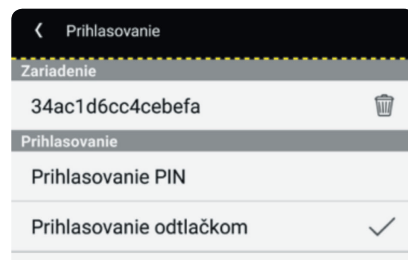 Prihlasovanie
Zariadenie
34ac1d6cc4cebefa
Prihlasovanie
Prihlasovanie PIN
Prihlasovanie odtlačkom